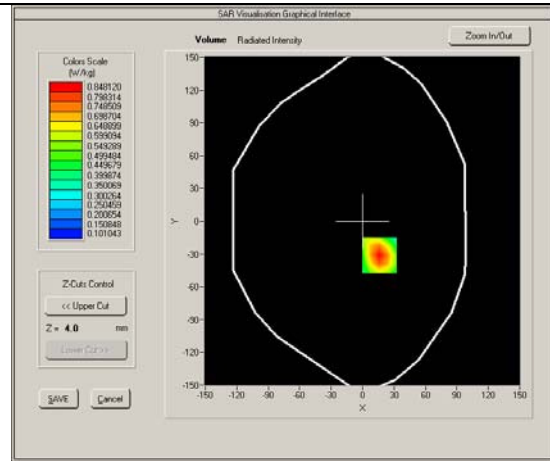 SAR Visualisation Graphical Interface
Volume Radiated Intensity
Zoom In/Out
Colors Scale
(W/kg)
0.848120
0.798314
0.748509
0.698704
0.648899
0.599094
0.549289
0.499484
0.449679
0.399874
0.350069
0.300264
0.250459
0.200654
0.150848
0.101043
Z-Cuts Control
<< Upper Cut
Z = 4.0 mm
Lower Cut >>
SAVE
Cancel
150
120
90
60
30
0
-30
-60
-90
-120
-150
Y
-150 -120 -90 -60 -30 0 30 60 90 120 150
X